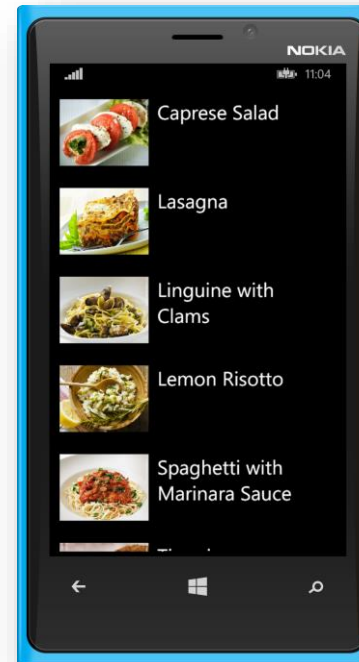 NOKIA
11:04
Caprese Salad
Lasagna
Linguine with
Clams
Lemon Risotto
Spaghetti with
Marinara Sauce